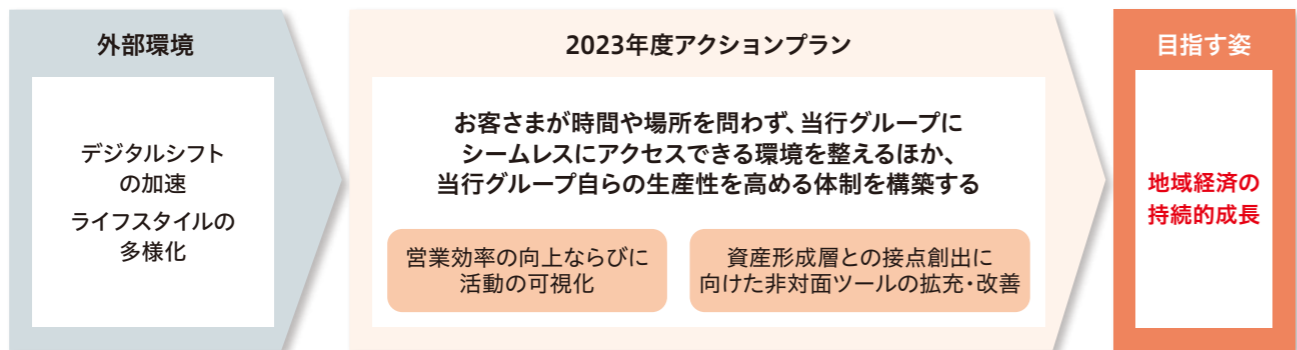 外部環境
デジタルシフト
の加速
ライフスタイルの
多様化
2023年度アクションプラン
お客さまが時間や場所を問わず、当行グループに
シームレスにアクセスできる環境を整えるほか、
当行グループ自らの生産性を高める体制を構築する
営業効率の向上ならびに
活動の可視化
資産形成層との接点創出に
向けた非対面ツールの拡充・改善
目指す姿
地域経済の
持続的成長